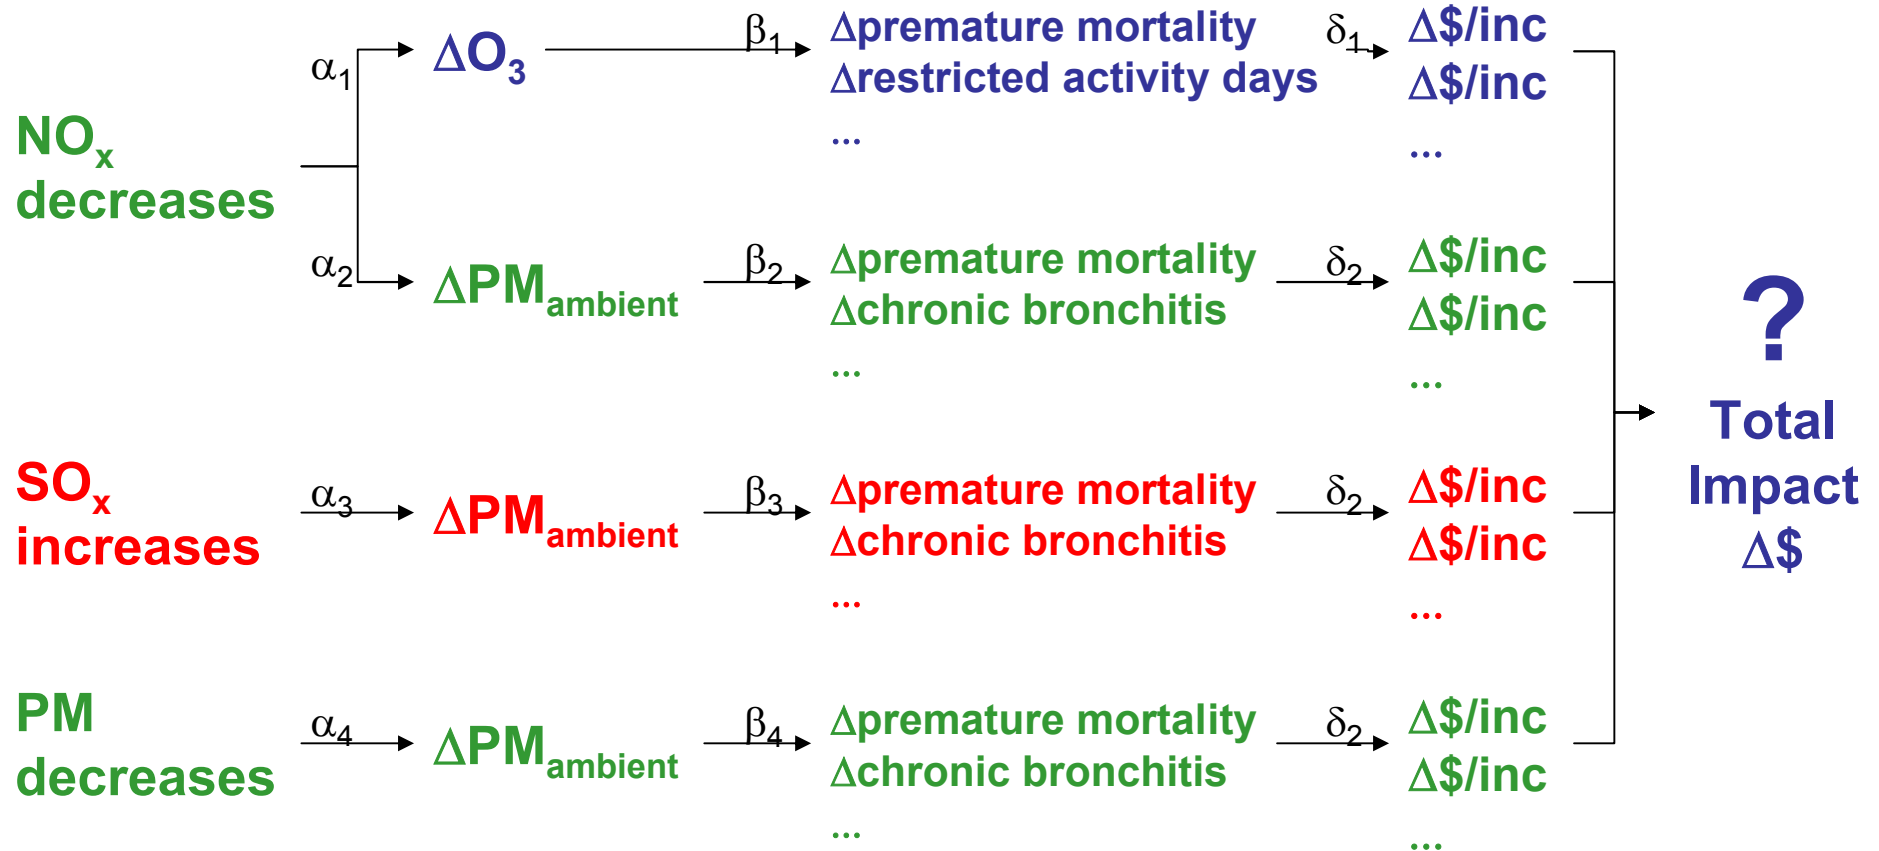 NOₓ
decreases
α₁
ΔO₃
β₁
Δpremature mortality
Δrestricted activity days
...
δ₁
Δ$/inc
Δ$/inc
...
α₂
ΔPMambient
β₂
Δpremature mortality
Δchronic bronchitis
...
δ₂
Δ$/inc
Δ$/inc
...
SOₓ
increases
α₃
ΔPMambient
β₃
Δpremature mortality
Δchronic bronchitis
...
δ₂
Δ$/inc
Δ$/inc
...
PM
decreases
α₄
ΔPMambient
β₄
Δpremature mortality
Δchronic bronchitis
...
δ₂
Δ$/inc
Δ$/inc
...
?
Total
Impact
Δ$